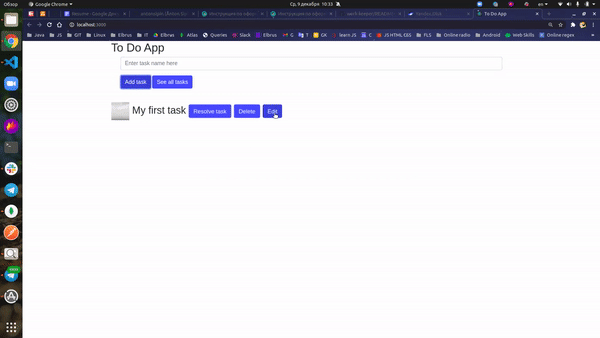 Обзор Google Chrome Ср, 9 декабря 10:33 en
To Do App
localhost:3000
Java JS GIT Linux Elbrus IT Elbrus Atlas Queries Slack Elbrus G T GK learn JS C JS HTML CSS FLS Online radio Android Web Skills Online regex
To Do App
Enter task name here
Add task See all tasks
My first task Resolve task Delete Edit